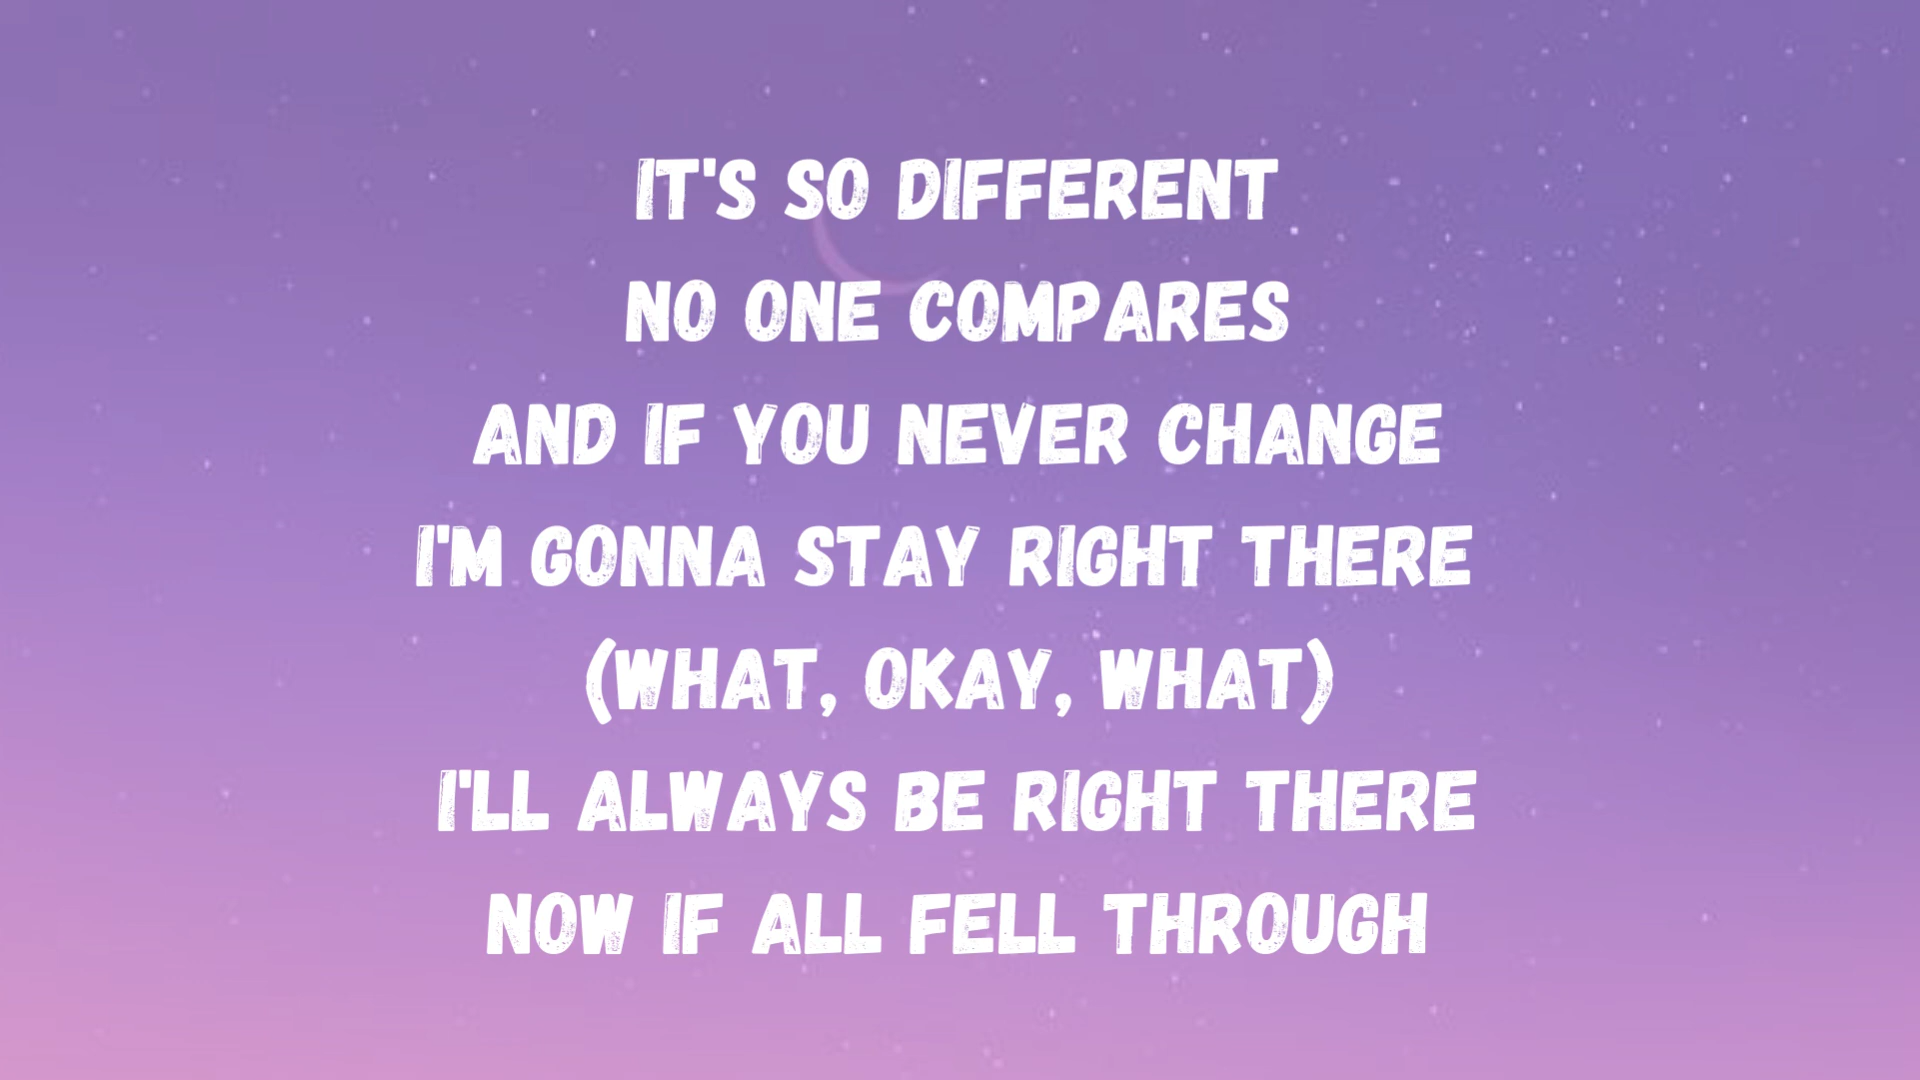 IT'S SO DIFFERENT
NO ONE COMPARES
AND IF YOU NEVER CHANGE
I'M GONNA STAY RIGHT THERE
(WHAT, OKAY, WHAT)
I'LL ALWAYS BE RIGHT THERE
NOW IF ALL FELL THROUGH